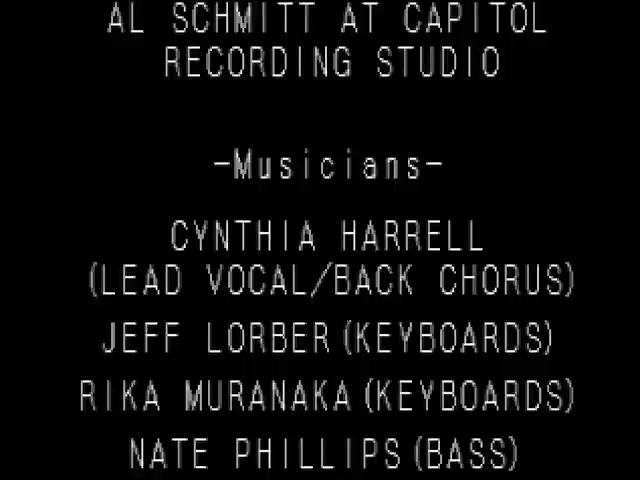 AL SCHMITT AT CAPITOL
RECORDING STUDIO
-Musicians-
CYNTHIA HARRELL
(LEAD VOCAL/BACK CHORUS)
JEFF LORBER(KEYBOARDS)
RIKA MURANAKA(KEYBOARDS)
NATE PHILLIPS(BASS)